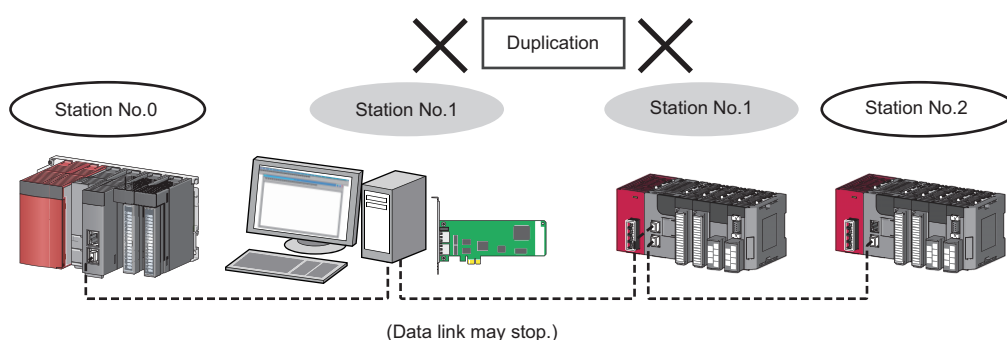 Duplication
Station No.0
Station No.1
Station No.1
Station No.2
(Data link may stop.)